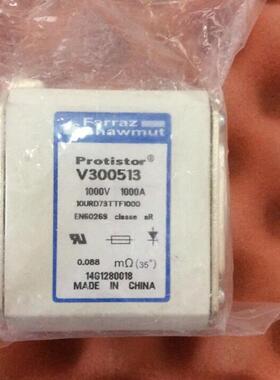 Ferraz
Shawmut
Protistor®
V300513
1000V 1000A
10URD73TTF1000
EN60269 classe aR
0.088 mΩ (35°)
14G1280018
MADE IN CHINA